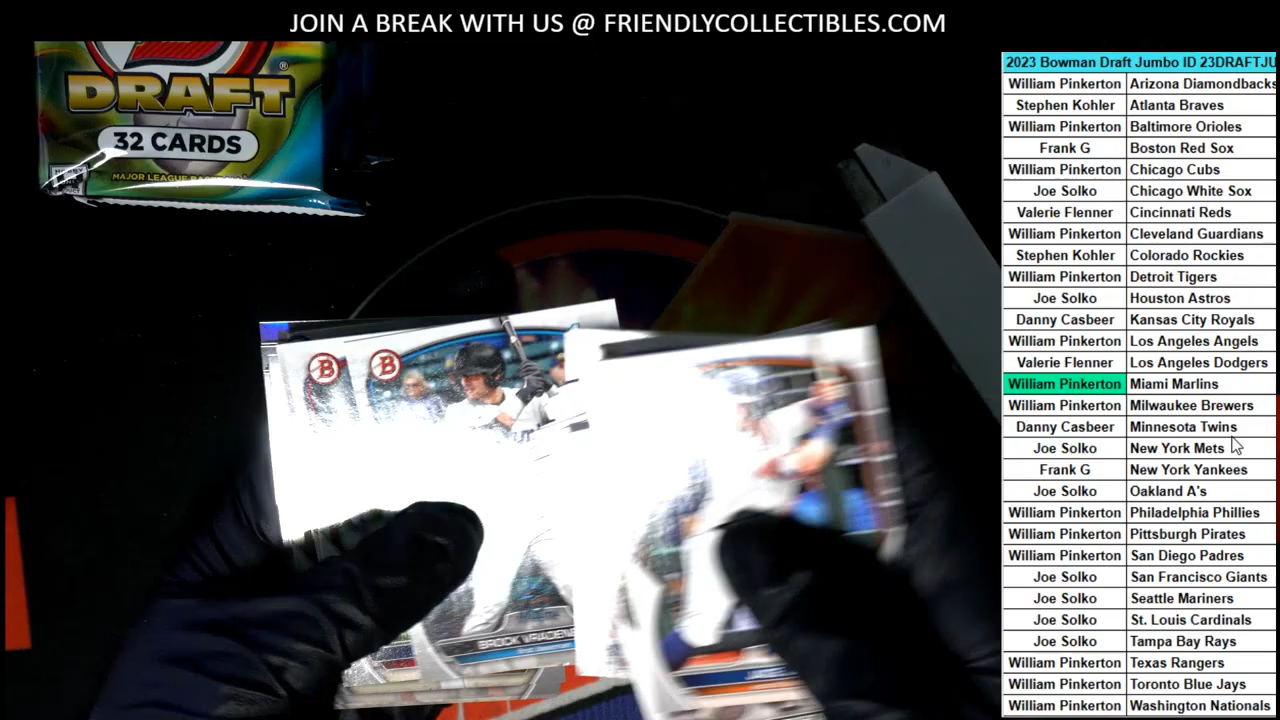 JOIN A BREAK WITH US @ FRIENDLYCOLLECTIBLES.COM
DRAFT
®
32 CARDS
MAJOR LEAGUE
B B
BROCK
2023 Bowman Draft Jumbo ID 23DRAFTJU
William Pinkerton Arizona Diamondbacks
Stephen Kohler Atlanta Braves
William Pinkerton Baltimore Orioles
Frank G Boston Red Sox
William Pinkerton Chicago Cubs
Joe Solko Chicago White Sox
Valerie Flenner Cincinnati Reds
William Pinkerton Cleveland Guardians
Stephen Kohler Colorado Rockies
William Pinkerton Detroit Tigers
Joe Solko Houston Astros
Danny Casbeer Kansas City Royals
William Pinkerton Los Angeles Angels
Valerie Flenner Los Angeles Dodgers
William Pinkerton Miami Marlins
William Pinkerton Milwaukee Brewers
Danny Casbeer Minnesota Twins
Joe Solko New York Mets
Frank G New York Yankees
Joe Solko Oakland A's
William Pinkerton Philadelphia Phillies
William Pinkerton Pittsburgh Pirates
William Pinkerton San Diego Padres
Joe Solko San Francisco Giants
Joe Solko Seattle Mariners
Joe Solko St. Louis Cardinals
Joe Solko Tampa Bay Rays
William Pinkerton Texas Rangers
William Pinkerton Toronto Blue Jays
William Pinkerton Washington Nationals